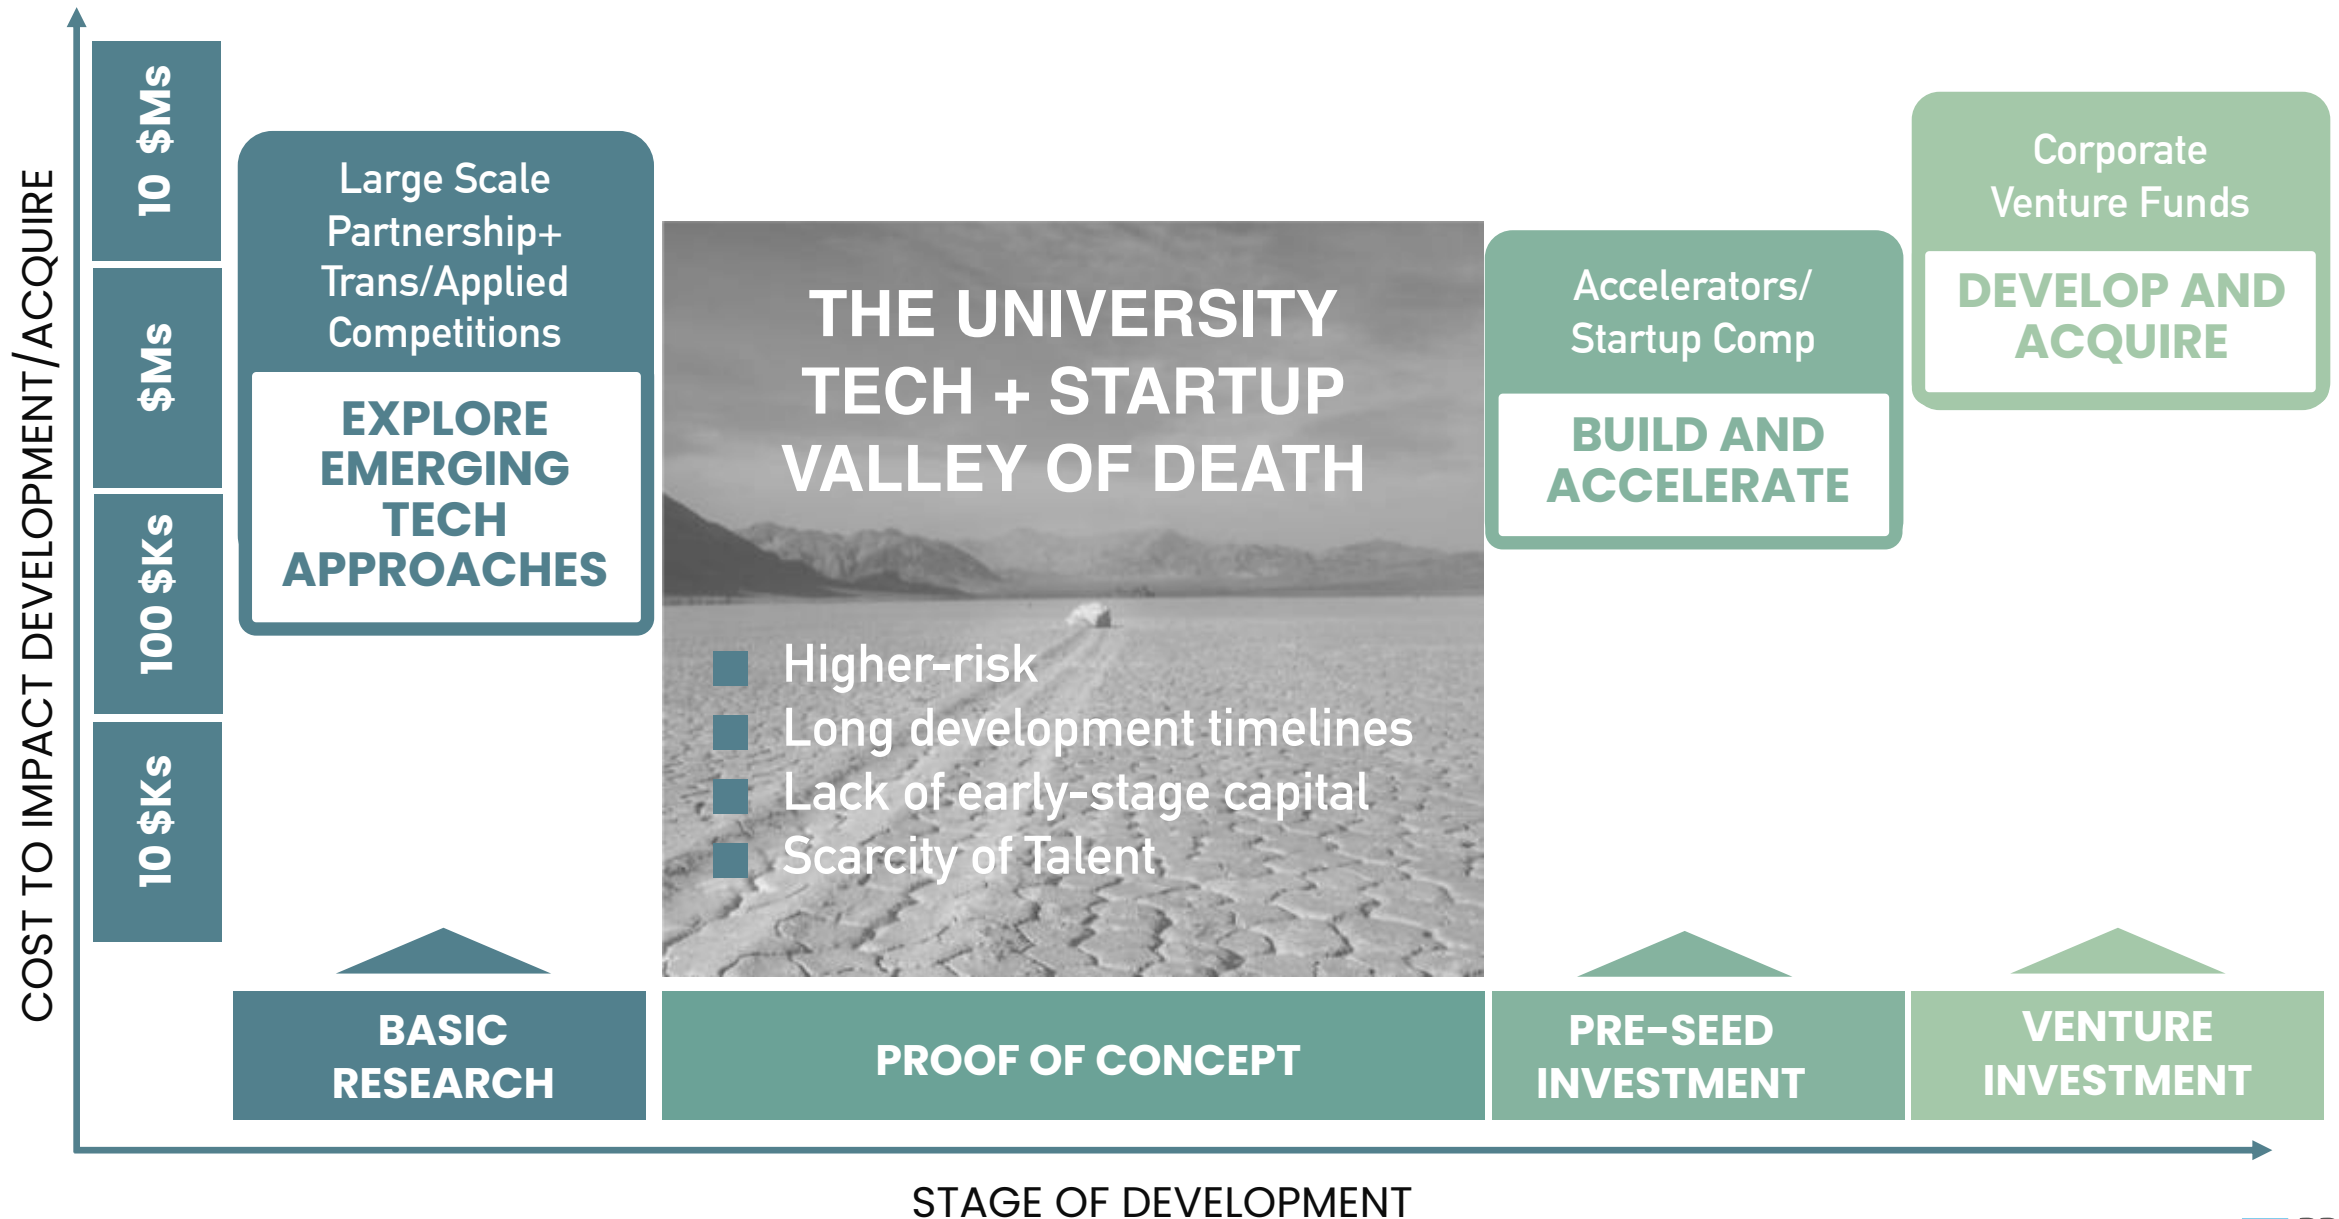 COST TO IMPACT DEVELOPMENT/ACQUIRE
10 $Ms
$Ms
100 $Ks
10 $Ks
Large Scale
Partnership+
Trans/Applied
Competitions
EXPLORE
EMERGING
TECH
APPROACHES
THE UNIVERSITY
TECH + STARTUP
VALLEY OF DEATH
Higher-risk
Long development timelines
Lack of early-stage capital
Scarcity of Talent
Accelerators/
Startup Comp
BUILD AND
ACCELERATE
Corporate
Venture Funds
DEVELOP AND
ACQUIRE
BASIC
RESEARCH
PROOF OF CONCEPT
PRE-SEED
INVESTMENT
VENTURE
INVESTMENT
STAGE OF DEVELOPMENT